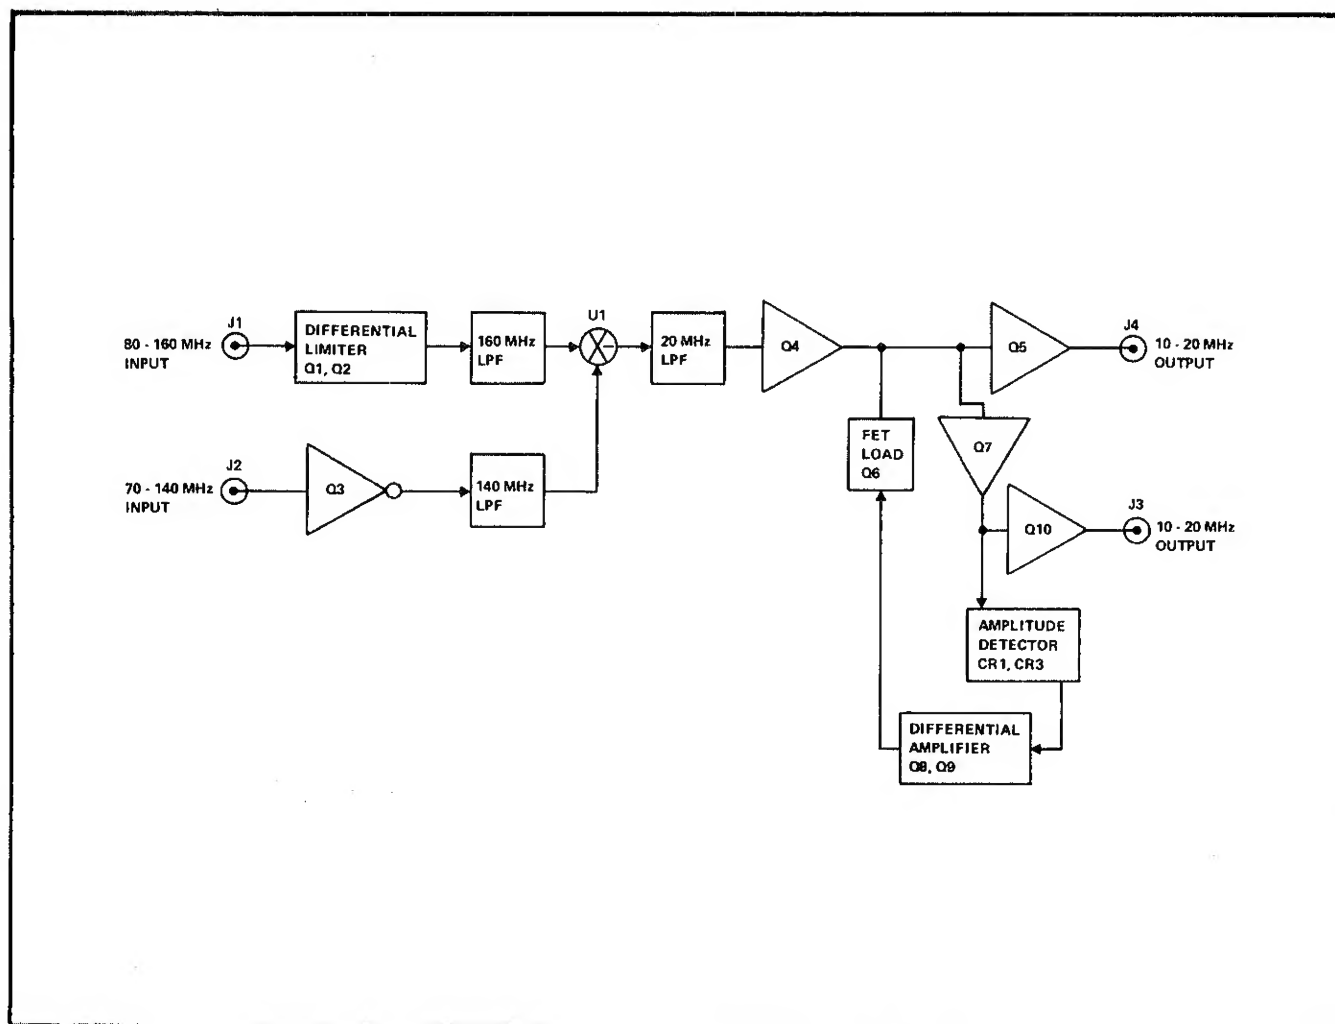 J1
80 - 160 MHz
INPUT
DIFFERENTIAL
LIMITER
Q1, Q2
160 MHz
LPF
U1
20 MHz
LPF
Q4
Q5
J4
10 - 20 MHz
OUTPUT
J2
70 - 140 MHz
INPUT
Q3
140 MHz
LPF
FET
LOAD
Q6
Q7
Q10
J3
10 - 20 MHz
OUTPUT
AMPLITUDE
DETECTOR
CR1, CR3
DIFFERENTIAL
AMPLIFIER
Q8, Q9